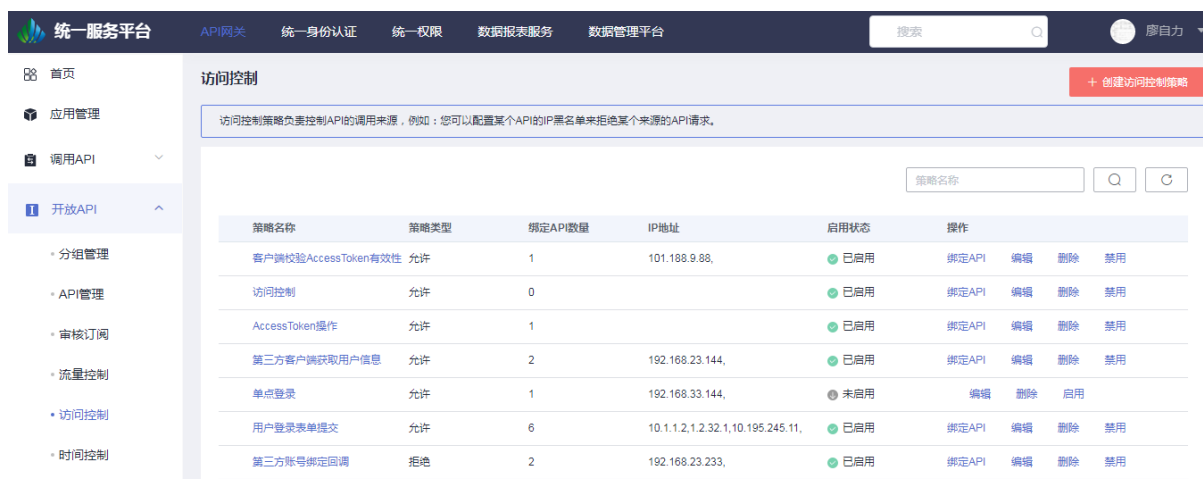 统一服务平台 API网关 统一身份认证 统一权限 数据报表服务 数据管理平台 搜索 廖自力
首页
应用管理
调用API
开放API
分组管理
API管理
审核订阅
流量控制
访问控制
时间控制
访问控制
+ 创建访问控制策略
访问控制策略负责控制API的调用来源，例如：您可以配置某个API的IP黑名单来拒绝某个来源的API请求。
策略名称
策略名称 策略类型 绑定API数量 IP地址 启用状态 操作
客户端校验AccessToken有效性 允许 1 101.188.9.88, 已启用 绑定API 编辑 删除 禁用
访问控制 允许 0 已启用 绑定API 编辑 删除 禁用
AccessToken操作 允许 1 已启用 绑定API 编辑 删除 禁用
第三方客户端获取用户信息 允许 2 192.168.23.144, 已启用 绑定API 编辑 删除 禁用
单点登录 允许 1 192.168.33.144, 未启用 编辑 删除 启用
用户登录表单提交 允许 6 10.1.1.2,1.2.32.1,10.195.245.11, 已启用 绑定API 编辑 删除 禁用
第三方账号绑定回调 拒绝 2 192.168.23.233, 已启用 绑定API 编辑 删除 禁用